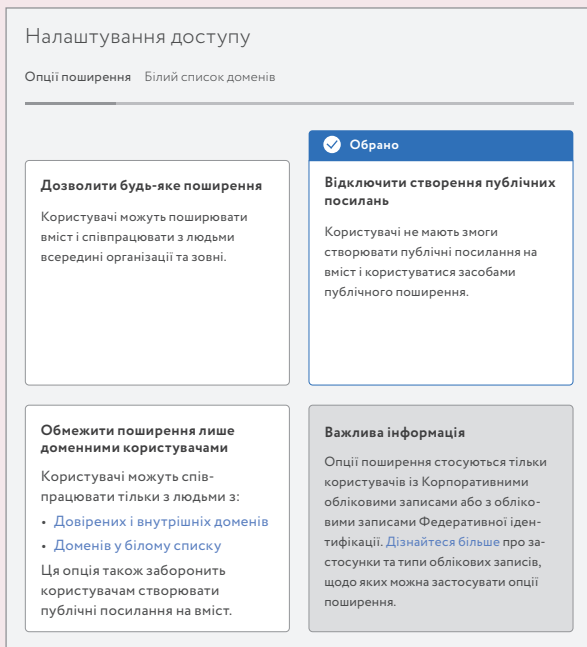 Налаштування доступу
Опції поширення Білий список доменів
Дозволити будь-яке поширення
Користувачі можуть поширювати
вміст і співпрацювати з людьми
всередині організації та зовні.
Обрано
Відключити створення публічних
посилань
Користувачі не мають змоги
створювати публічні посилання на
вміст і користуватися засобами
публічного поширення.
Обмежити поширення лише
доменними користувачами
Користувачі можуть спів-
працювати тільки з людьми з:
• Довірених і внутрішніх доменів
• Доменів у білому списку
Ця опція також заборонить
користувачам створювати
публічні посилання на вміст.
Важлива інформація
Опції поширення стосуються тільки
користувачів із Корпоративними
обліковими записами або з обліко-
вими записами Федеративної іден-
тифікації. Дізнайтеся більше про за-
стосунки та типи облікових записів,
щодо яких можна застосувати опції
поширення.